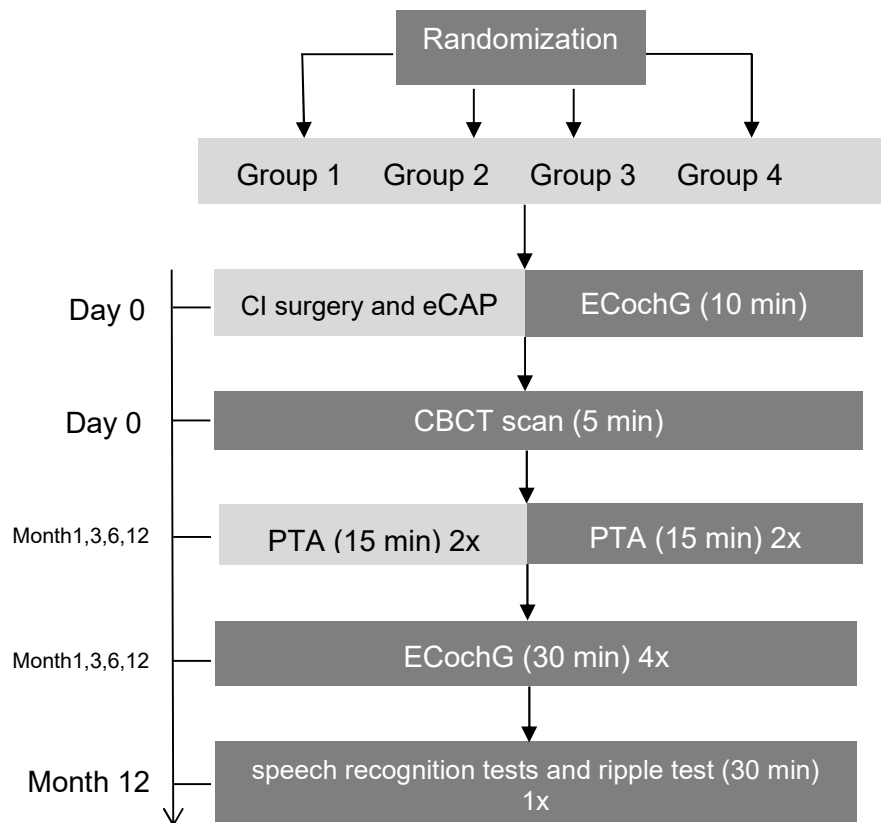 Randomization
Group 1 Group 2 Group 3 Group 4
Day 0
CI surgery and eCAP
ECochG (10 min)
Day 0
CBCT scan (5 min)
Month1,3,6,12
PTA (15 min) 2x
PTA (15 min) 2x
Month1,3,6,12
ECochG (30 min) 4x
Month 12
speech recognition tests and ripple test (30 min)
1x